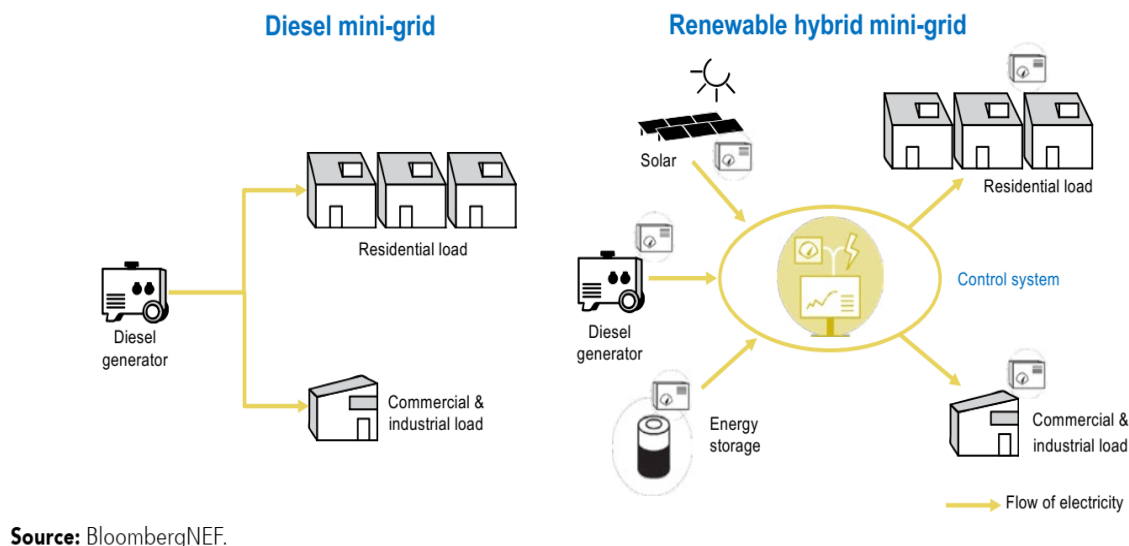 Diesel mini-grid
Renewable hybrid mini-grid
Residential load
Diesel
generator
Commercial &
industrial load
Solar
Residential load
Diesel
generator
Control system
Energy
storage
Commercial &
industrial load
Flow of electricity
Source: BloombergNEF.